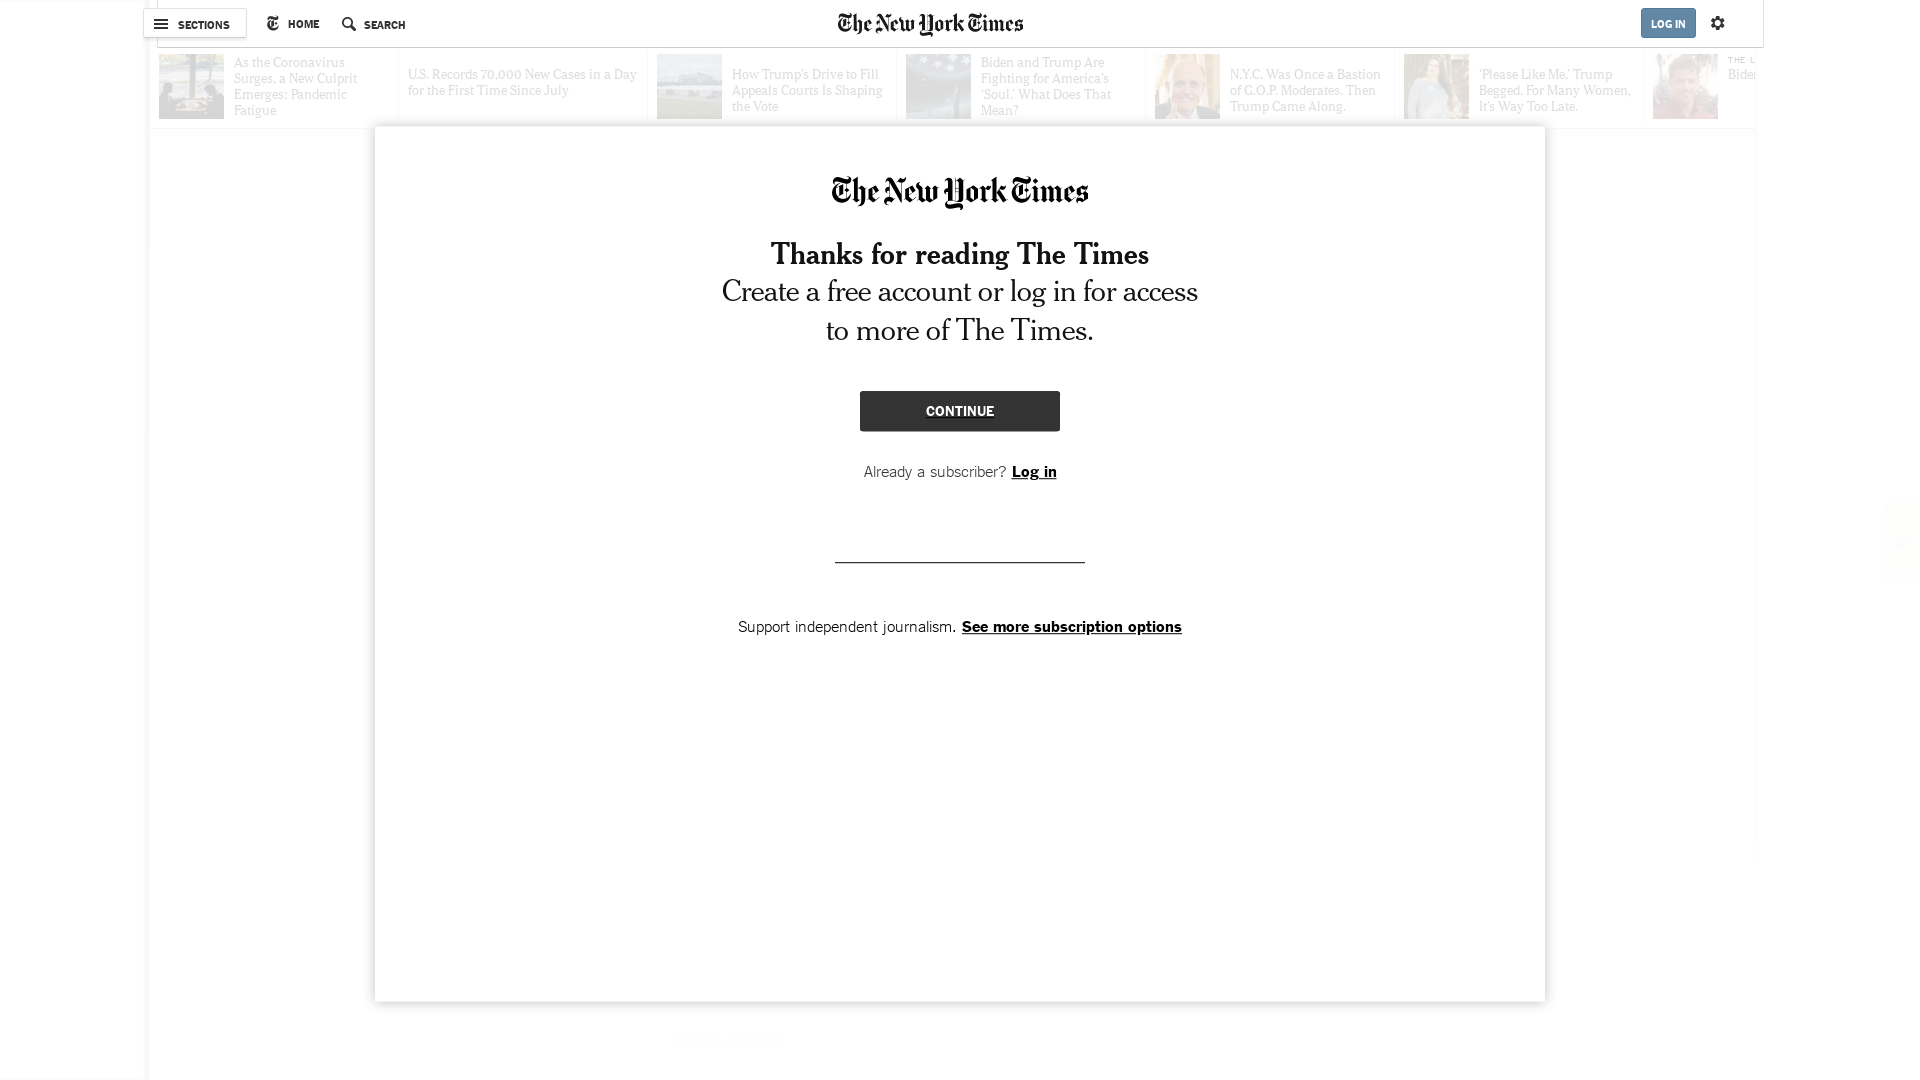 SECTIONS
HOME
SEARCH
The New York Times
LOG IN
As the Coronavirus
Surges, a New Culprit
Emerges: Pandemic
Fatigue
U.S. Records 70,000 New Cases in a Day
for the First Time Since July
How Trump's Drive to Fill
Appeals Courts Is Shaping
the Vote
Biden and Trump Are
Fighting for America's
'Soul.' What Does That
Mean?
N.Y.C. Was Once a Bastion
of G.O.P. Moderates. Then
Trump Came Along.
'Please Like Me,' Trump
Begged. For Many Women,
It's Way Too Late.
THE L
Biden
The New York Times
Thanks for reading The Times
Create a free account or log in for access
to more of The Times.
CONTINUE
Already a subscriber? Log in
Support independent journalism. See more subscription options